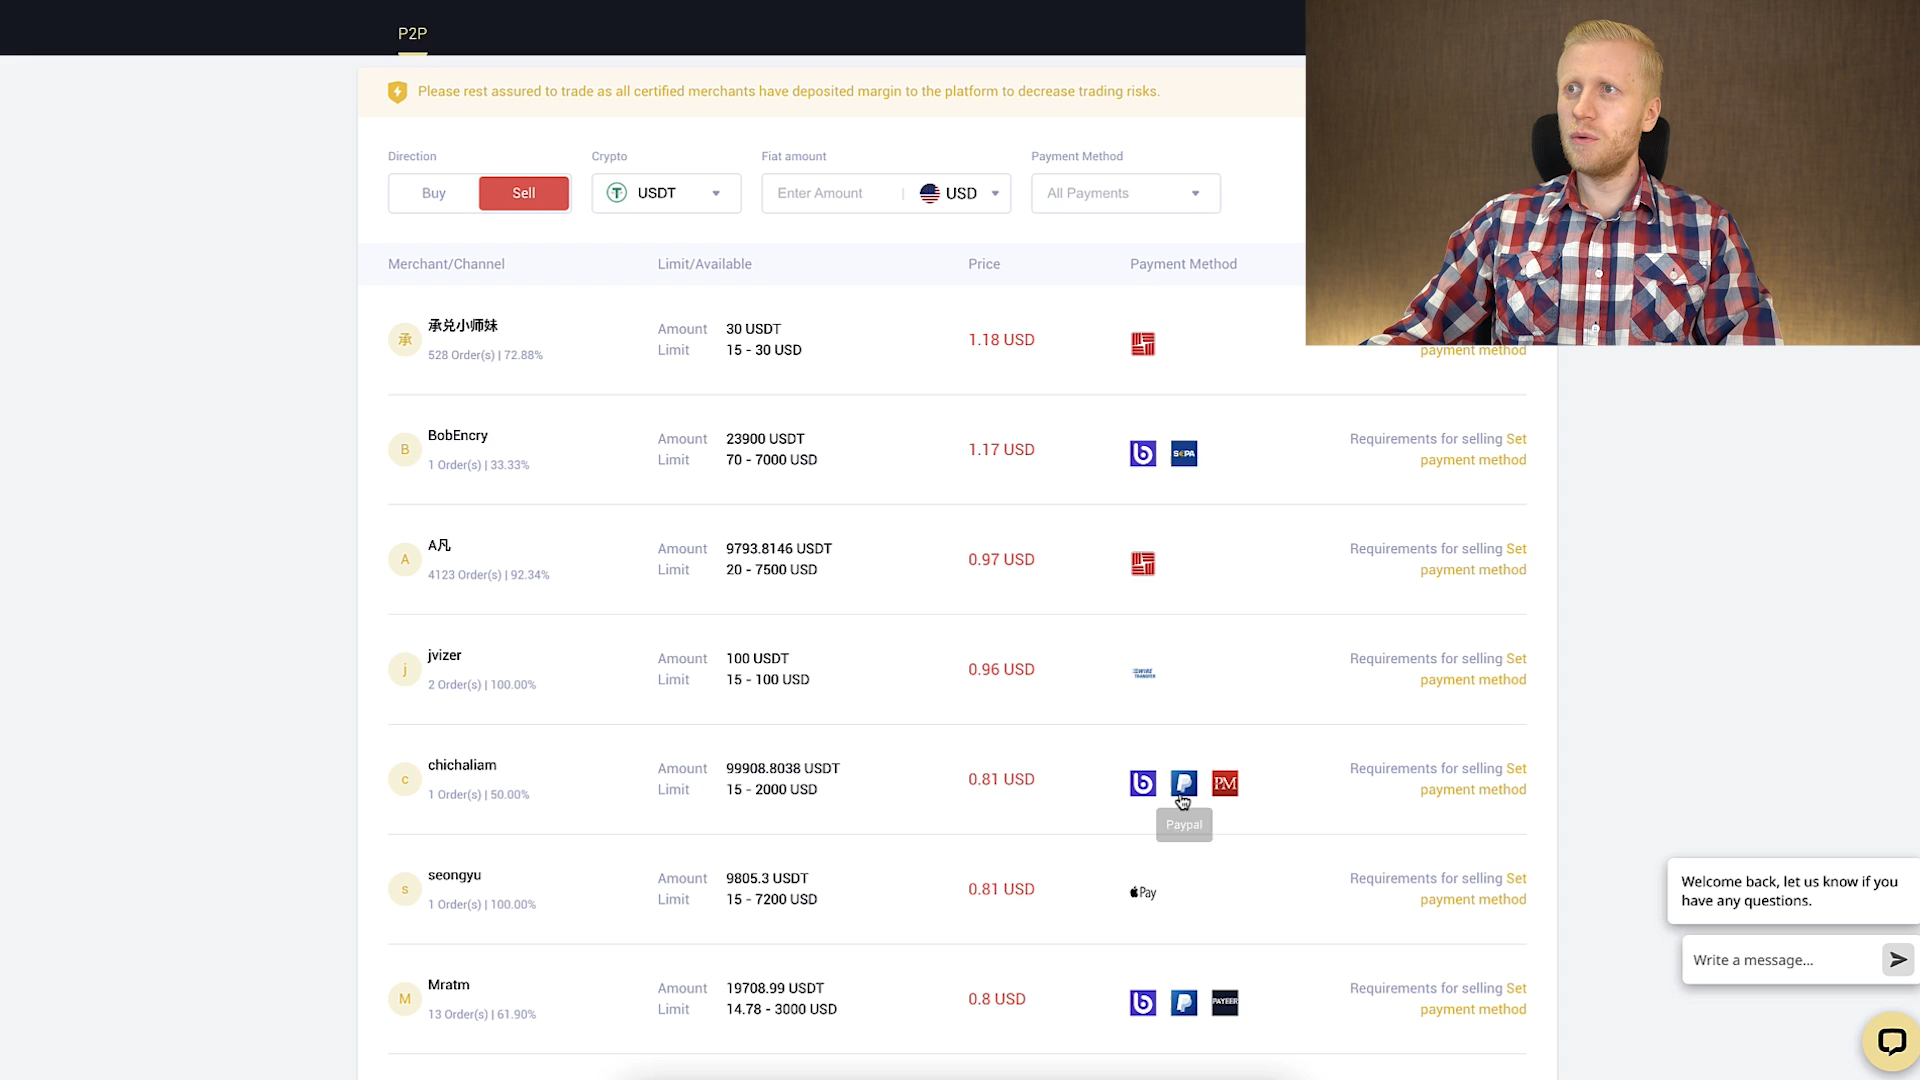 P2P
Please rest assured to trade as all certified merchants have deposited margin to the platform to decrease trading risks.
Direction
Crypto
Fiat amount
Payment Method
Buy
Sell
USDT
Enter Amount
USD
All Payments
Merchant/Channel
Limit/Available
Price
Payment Method
承
承兑小师妹
528 Order(s) | 72.88%
Amount 30 USDT
Limit 15 - 30 USD
1.18 USD
payment method
B
BobEncry
1 Order(s) | 33.33%
Amount 23900 USDT
Limit 70 - 7000 USD
1.17 USD
SEPA
Requirements for selling Set
payment method
A
A凡
4123 Order(s) | 92.34%
Amount 9793.8146 USDT
Limit 20 - 7500 USD
0.97 USD
Requirements for selling Set
payment method
j
jvizer
2 Order(s) | 100.00%
Amount 100 USDT
Limit 15 - 100 USD
0.96 USD
WIRE
TRANSFER
Requirements for selling Set
payment method
c
chichaliam
1 Order(s) | 50.00%
Amount 99908.8038 USDT
Limit 15 - 2000 USD
0.81 USD
PM
Paypal
Requirements for selling Set
payment method
s
seongyu
1 Order(s) | 100.00%
Amount 9805.3 USDT
Limit 15 - 7200 USD
0.81 USD
Pay
Requirements for selling Set
payment method
M
Mratm
13 Order(s) | 61.90%
Amount 19708.99 USDT
Limit 14.78 - 3000 USD
0.8 USD
PAYEER
Requirements for selling Set
payment method
Welcome back, let us know if you
have any questions.
Write a message...